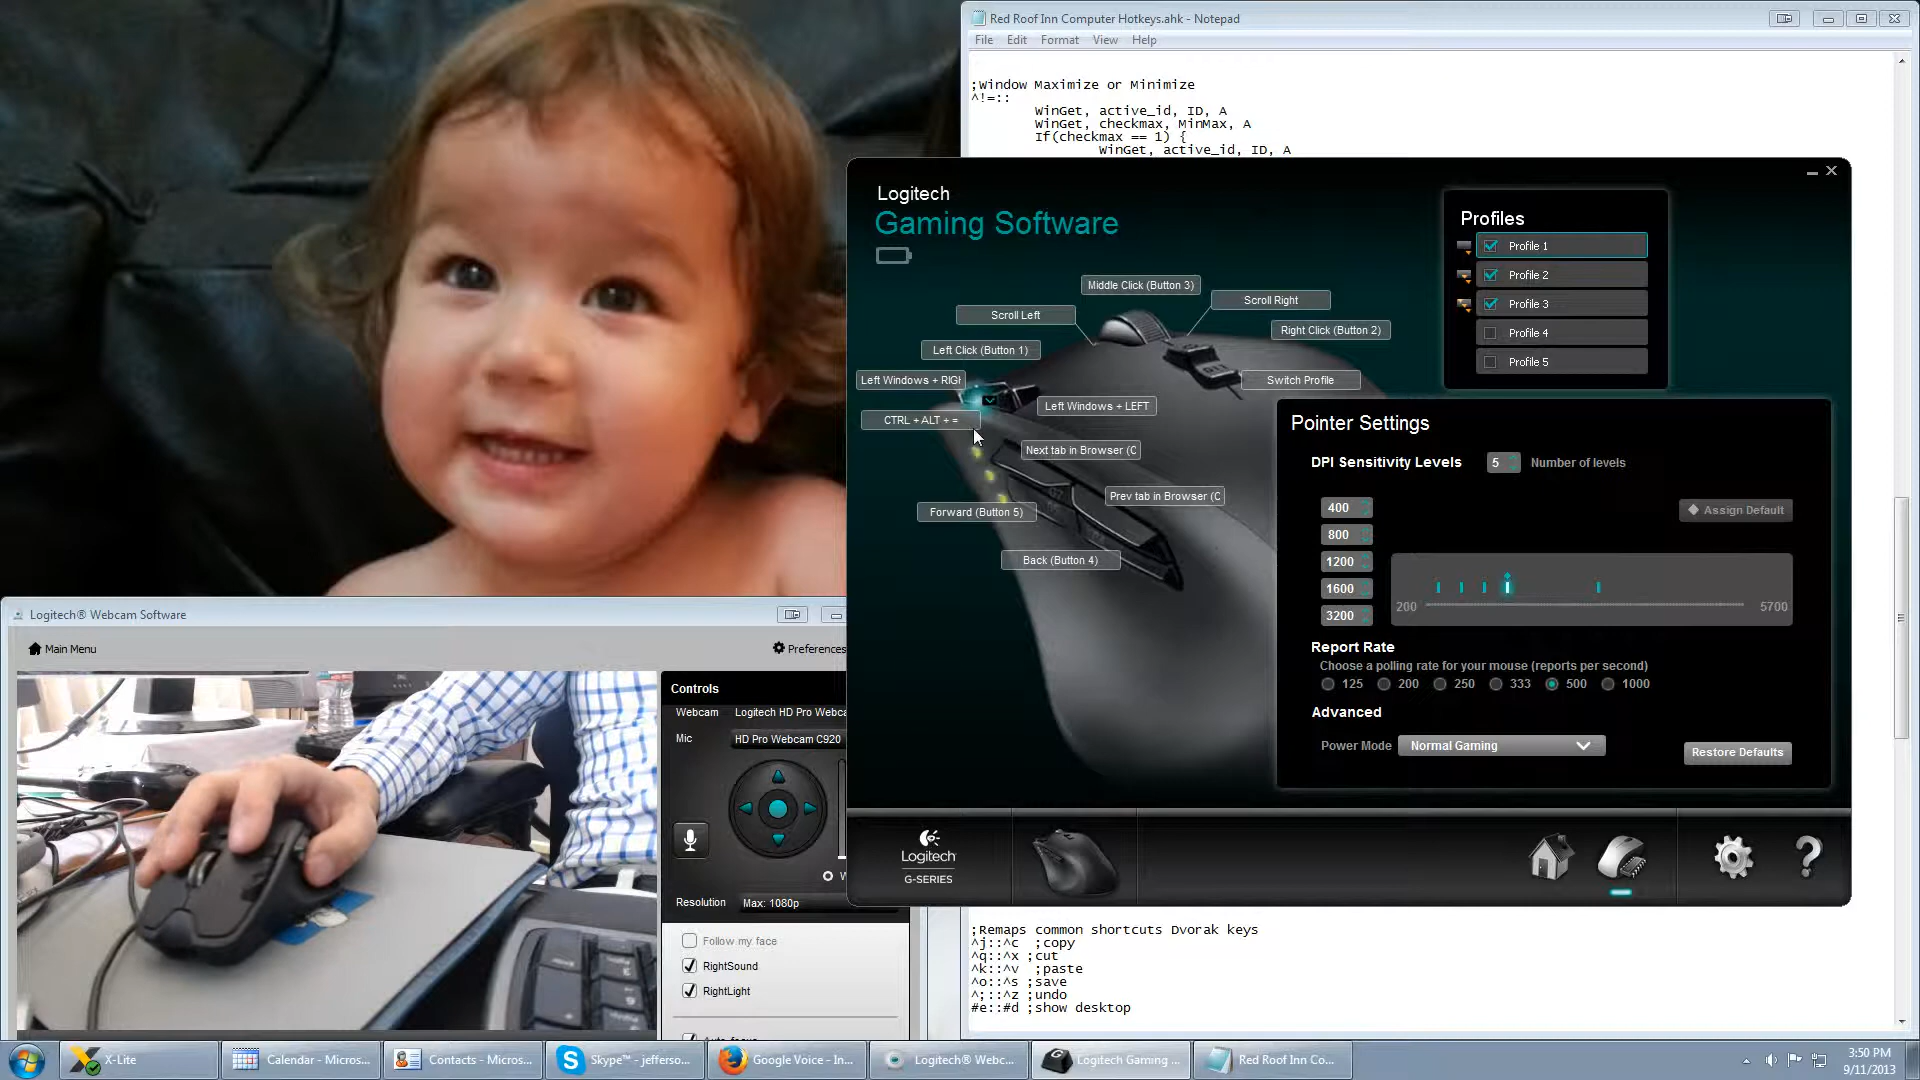 Red Roof Inn Computer Hotkeys.ahk - Notepad
File Edit Format View Help
;Window Maximize or Minimize
^!=::
WinGet, active_id, ID, A
WinGet, checkmax, MinMax, A
If(checkmax == 1) {
WinGet, active_id, ID, A
Logitech
Gaming Software
Middle Click (Button 3)
Scroll Left
Scroll Right
Left Click (Button 1)
Right Click (Button 2)
Left Windows + RIGH
Switch Profile
CTRL + ALT + =
Left Windows + LEFT
Next tab in Browser (C
Prev tab in Browser (C
Forward (Button 5)
Back (Button 4)
Profiles
Profile 1
Profile 2
Profile 3
Profile 4
Profile 5
Pointer Settings
DPI Sensitivity Levels 5 Number of levels
400
800
1200
1600
3200
Assign Default
200 5700
Report Rate
Choose a polling rate for your mouse (reports per second)
125 200 250 333 500 1000
Advanced
Power Mode Normal Gaming
Restore Defaults
Logitech
G-SERIES
?
Logitech® Webcam Software
Main Menu Preferences
Controls
Webcam Logitech HD Pro Webca
Mic HD Pro Webcam C920
Resolution Max: 1080p
Follow my face
RightSound
RightLight
;Remaps common shortcuts Dvorak keys
^j::^c ;copy
^q::^x ;cut
^k::^v ;paste
^o::^s ;save
^;::^z ;undo
#e::#d ;show desktop
X-Lite
Calendar - Micros...
Contacts - Micros...
Skype™ - jefferso...
Google Voice - In...
Logitech® Webc...
Logitech Gaming ...
Red Roof Inn Co...
3:50 PM
9/11/2013